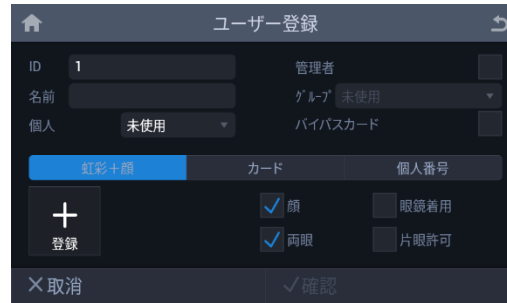 ユーザー登録
ID 1 管理者
名前 グループ 未使用
個人 未使用 バイパスカード
虹彩+顔 カード 個人番号
+ 顔 眼鏡着用
登録 両眼 片眼許可
×取消 ✓確認